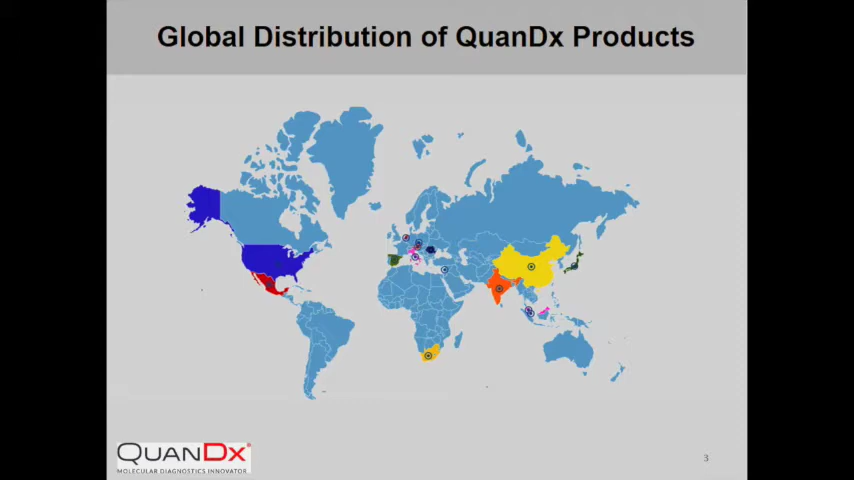 Global Distribution of QuanDx Products
QUANDX
MOLECULAR DIAGNOSTICS INNOVATOR
3